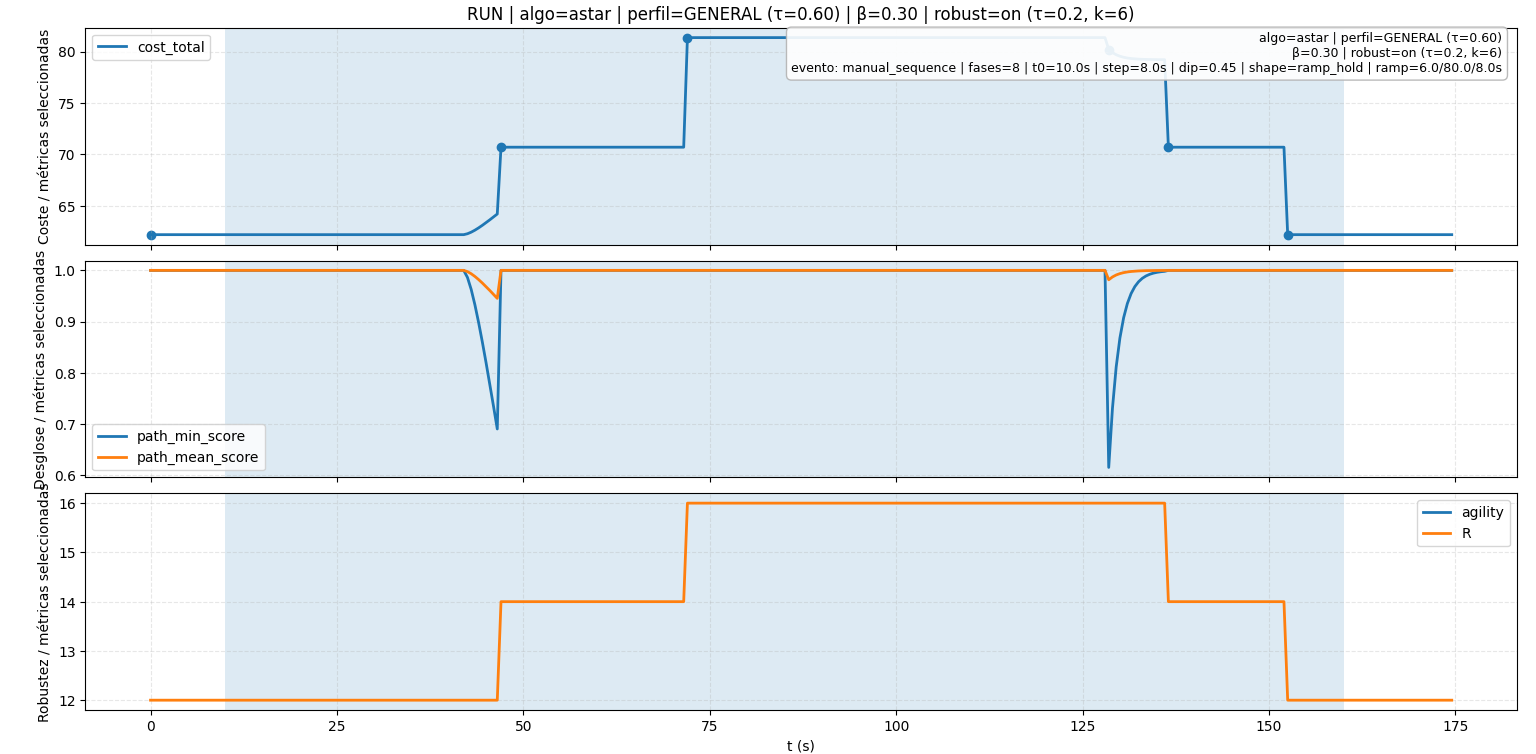 RUN | algo=astar | perfil=GENERAL (τ=0.60) | β=0.30 | robust=on (τ=0.2, k=6)
Coste / métricas seleccionadas
80
75
70
65
cost_total
algo=astar | perfil=GENERAL (τ=0.60)
β=0.30 | robust=on (τ=0.2, k=6)
evento: manual_sequence | fases=8 | t0=10.0s | step=8.0s | dip=0.45 | shape=ramp_hold | ramp=6.0/80.0/8.0s
Desglose / métricas seleccionadas
1.0
0.9
0.8
0.7
0.6
path_min_score
path_mean_score
Robustez / métricas seleccionadas
16
15
14
13
12
agility
R
0
25
50
75
100
125
150
175
t (s)